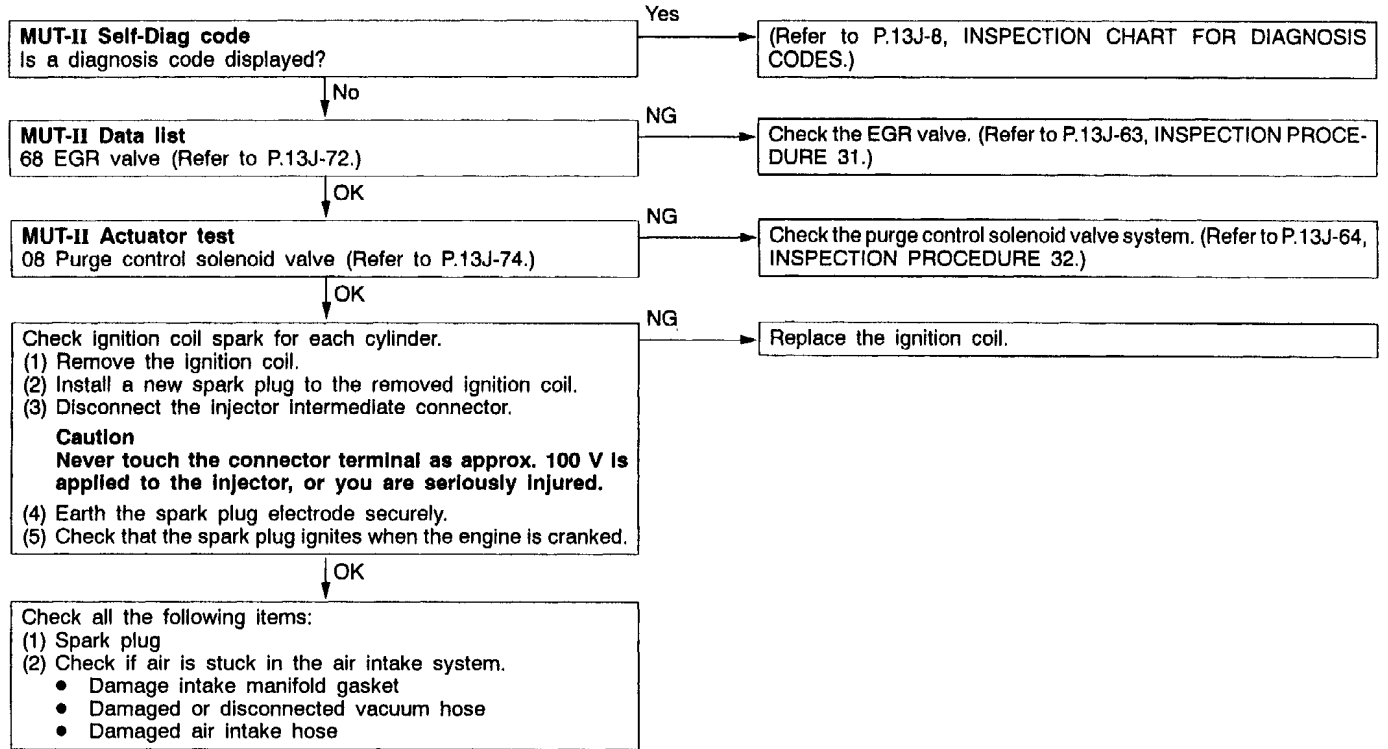 MUT-II Self-Diag code
Is a diagnosis code displayed?
Yes
(Refer to P.13J-8, INSPECTION CHART FOR DIAGNOSIS
CODES.)
No
MUT-II Data list
68 EGR valve (Refer to P.13J-72.)
NG
Check the EGR valve. (Refer to P.13J-63, INSPECTION PROCE-
DURE 31.)
OK
MUT-II Actuator test
08 Purge control solenoid valve (Refer to P.13J-74.)
NG
Check the purge control solenoid valve system. (Refer to P.13J-64,
INSPECTION PROCEDURE 32.)
OK
Check ignition coil spark for each cylinder.
(1) Remove the ignition coil.
(2) Install a new spark plug to the removed ignition coil.
(3) Disconnect the injector intermediate connector.
Caution
Never touch the connector terminal as approx. 100 V is
applied to the injector, or you are seriously injured.
(4) Earth the spark plug electrode securely.
(5) Check that the spark plug ignites when the engine is cranked.
NG
Replace the ignition coil.
OK
Check all the following items:
(1) Spark plug
(2) Check if air is stuck in the air intake system.
● Damage intake manifold gasket
● Damaged or disconnected vacuum hose
● Damaged air intake hose